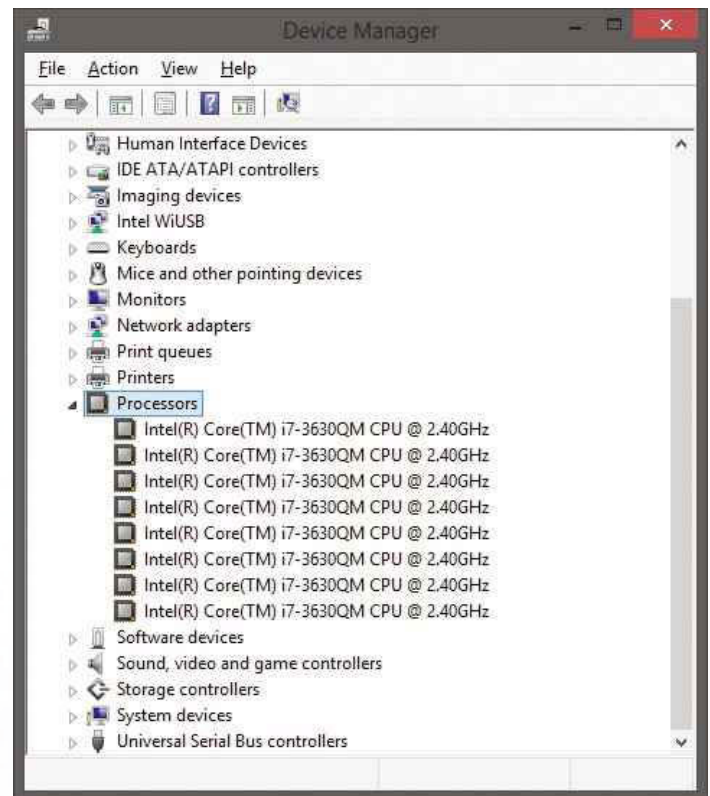 Device Manager
File Action View Help
Human Interface Devices
IDE ATA/ATAPI controllers
Imaging devices
Intel WiUSB
Keyboards
Mice and other pointing devices
Monitors
Network adapters
Print queues
Printers
Processors
Intel(R) Core(TM) i7-3630QM CPU @ 2.40GHz
Intel(R) Core(TM) i7-3630QM CPU @ 2.40GHz
Intel(R) Core(TM) i7-3630QM CPU @ 2.40GHz
Intel(R) Core(TM) i7-3630QM CPU @ 2.40GHz
Intel(R) Core(TM) i7-3630QM CPU @ 2.40GHz
Intel(R) Core(TM) i7-3630QM CPU @ 2.40GHz
Intel(R) Core(TM) i7-3630QM CPU @ 2.40GHz
Intel(R) Core(TM) i7-3630QM CPU @ 2.40GHz
Software devices
Sound, video and game controllers
Storage controllers
System devices
Universal Serial Bus controllers